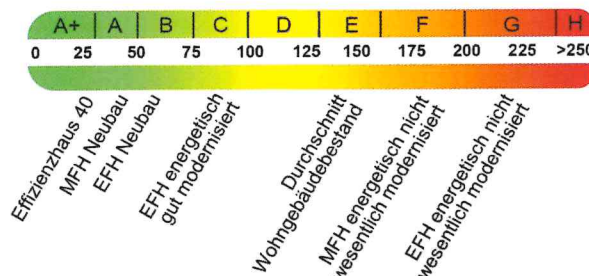 A+ A B C D E F G H
0 25 50 75 100 125 150 175 200 225 >250
Effizienzhaus 40
MFH Neubau
EFH Neubau
EFH energetisch
gut modernisiert
Durchschnitt
Wohngebäudebestand
MFH energetisch nicht
wesentlich modernisiert
EFH energetisch nicht
wesentlich modernisiert